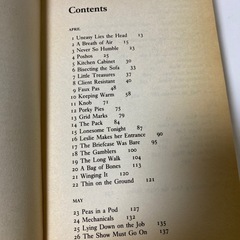 Contents
APRIL
1 Uneasy Lies the Head 13
2 A Breath of Air 23
3 Never So Humble 23
4 Poshos 25
5 Kitchen Cabinet 30
6 Bisecting the Sofa 33
7 Little Treasures 37
8 Client Resistant 40
9 Faux Pas 48
10 Keeping Warm 58
11 Knob 71
12 Porky Pies 73
13 Grid Marks 79
14 The Pack 84
15 Lonesome Tonight 87
16 Leslie Makes her Entrance 90
17 The Briefcase Was Bare 95
18 The Gamblers 100
19 The Long Walk 104
20 A Bag of Bones 115
21 Winging It 120
22 Thin on the Ground 121
MAY
23 Peas in a Pod 127
24 Mechanicals 132
25 Lying Down on the Job 135
26 The Show Must Go On 137